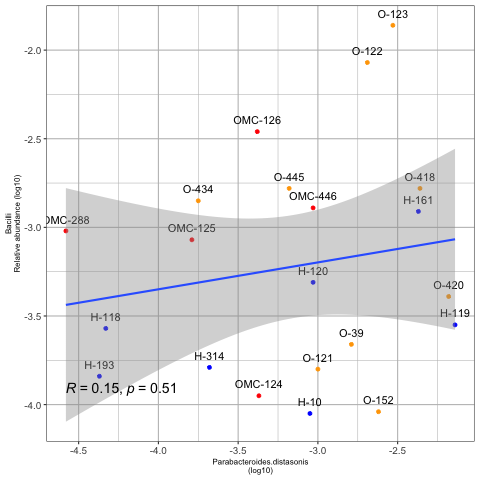 O-123
-2.0
O-122
OMC-126
-2.5
O-445
O-418
O-434
OMC-446
H-161
OMC-288
-3.0
OMC-125
H-120
O-420
H-118
H-119
-3.5
O-39
H-314
O-121
H-193
R = 0.15, p = 0.51
OMC-124
-4.0
H-10
O-152
Bacilli
Relative abundance (log10)
-4.5 -4.0 -3.5 -3.0 -2.5
Parabacteroides.distasonis
(log10)